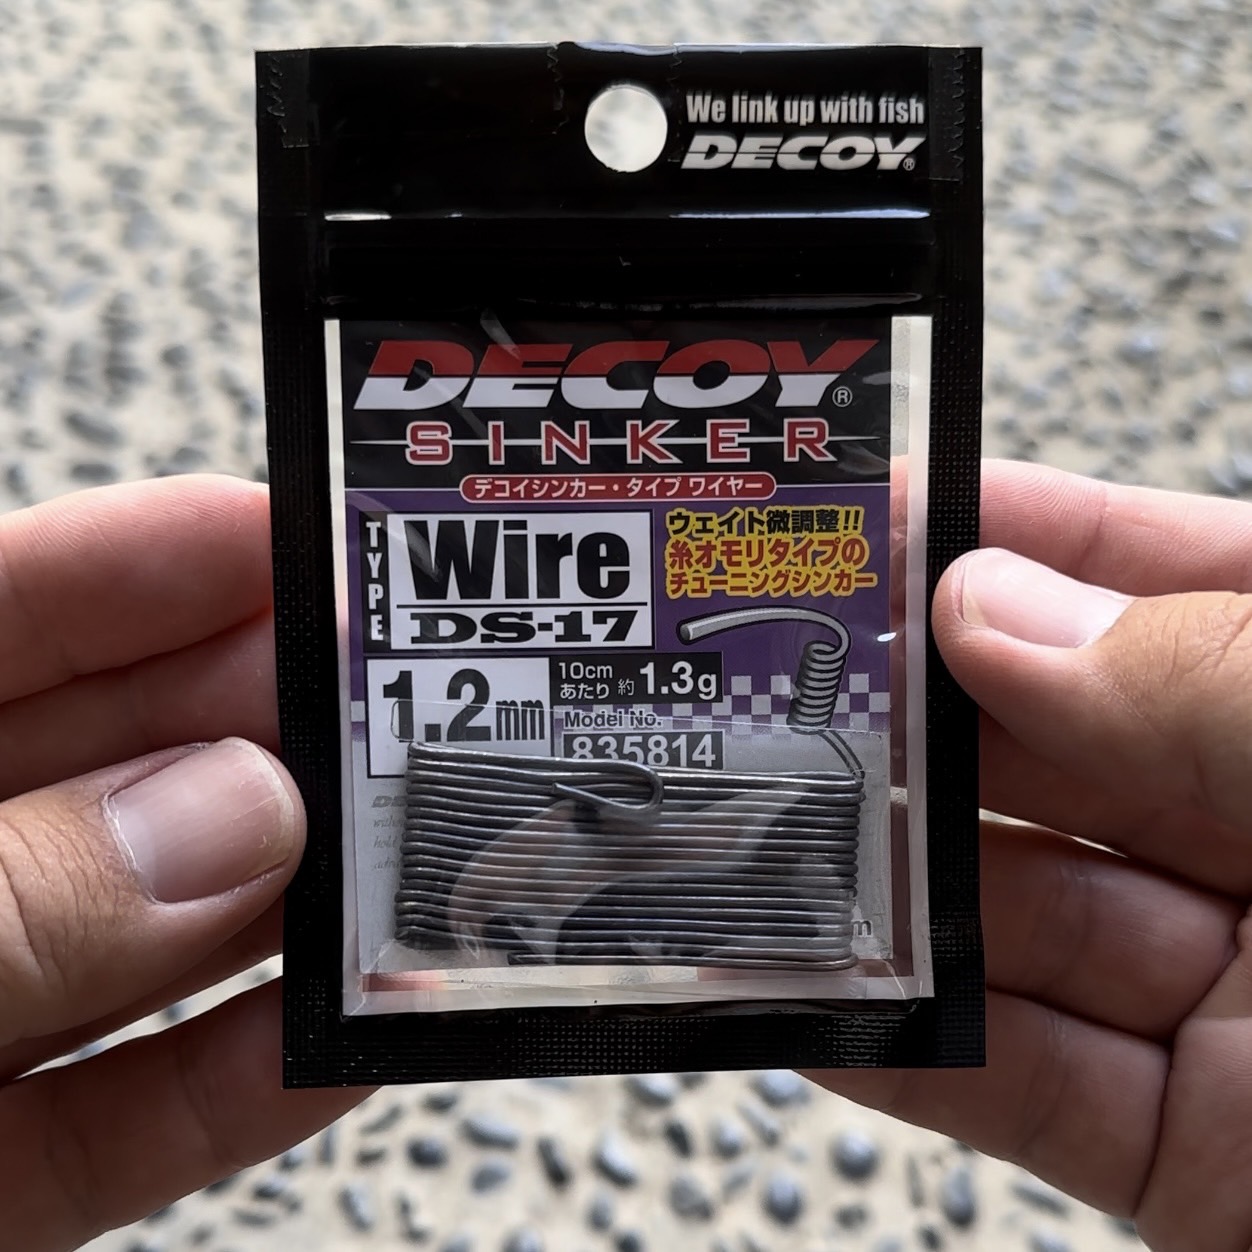 We link up with fish
DECOY®
DECOY®
SINKER
デコイシンカー・タイプ ワイヤー
TYPE
Wire
DS-17
ウェイト微調整!!
糸オモリタイプの
チューニングシンカー
1.2mm
10cm
あたり 約 1.3g
Model No.
835814